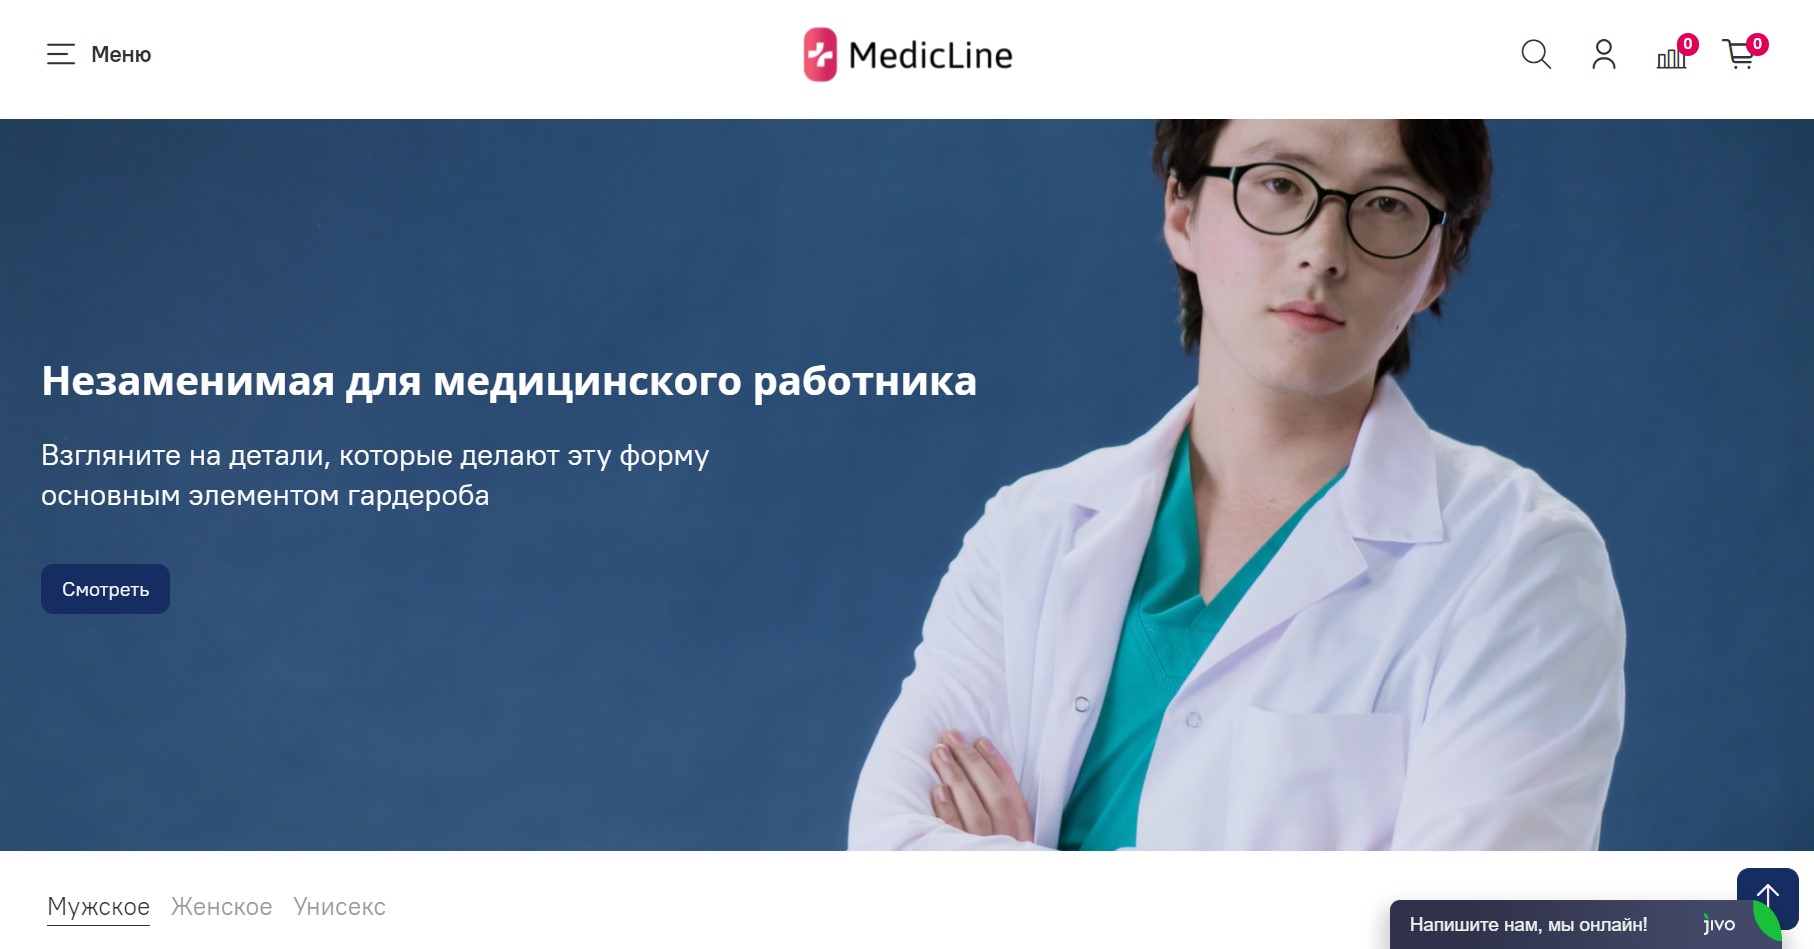 Меню
MedicLine
0
0
Незаменимая для медицинского работника
Взгляните на детали, которые делают эту форму
основным элементом гардероба
Смотреть
Мужское Женское Унисекс
Напишите нам, мы онлайн!
jivo